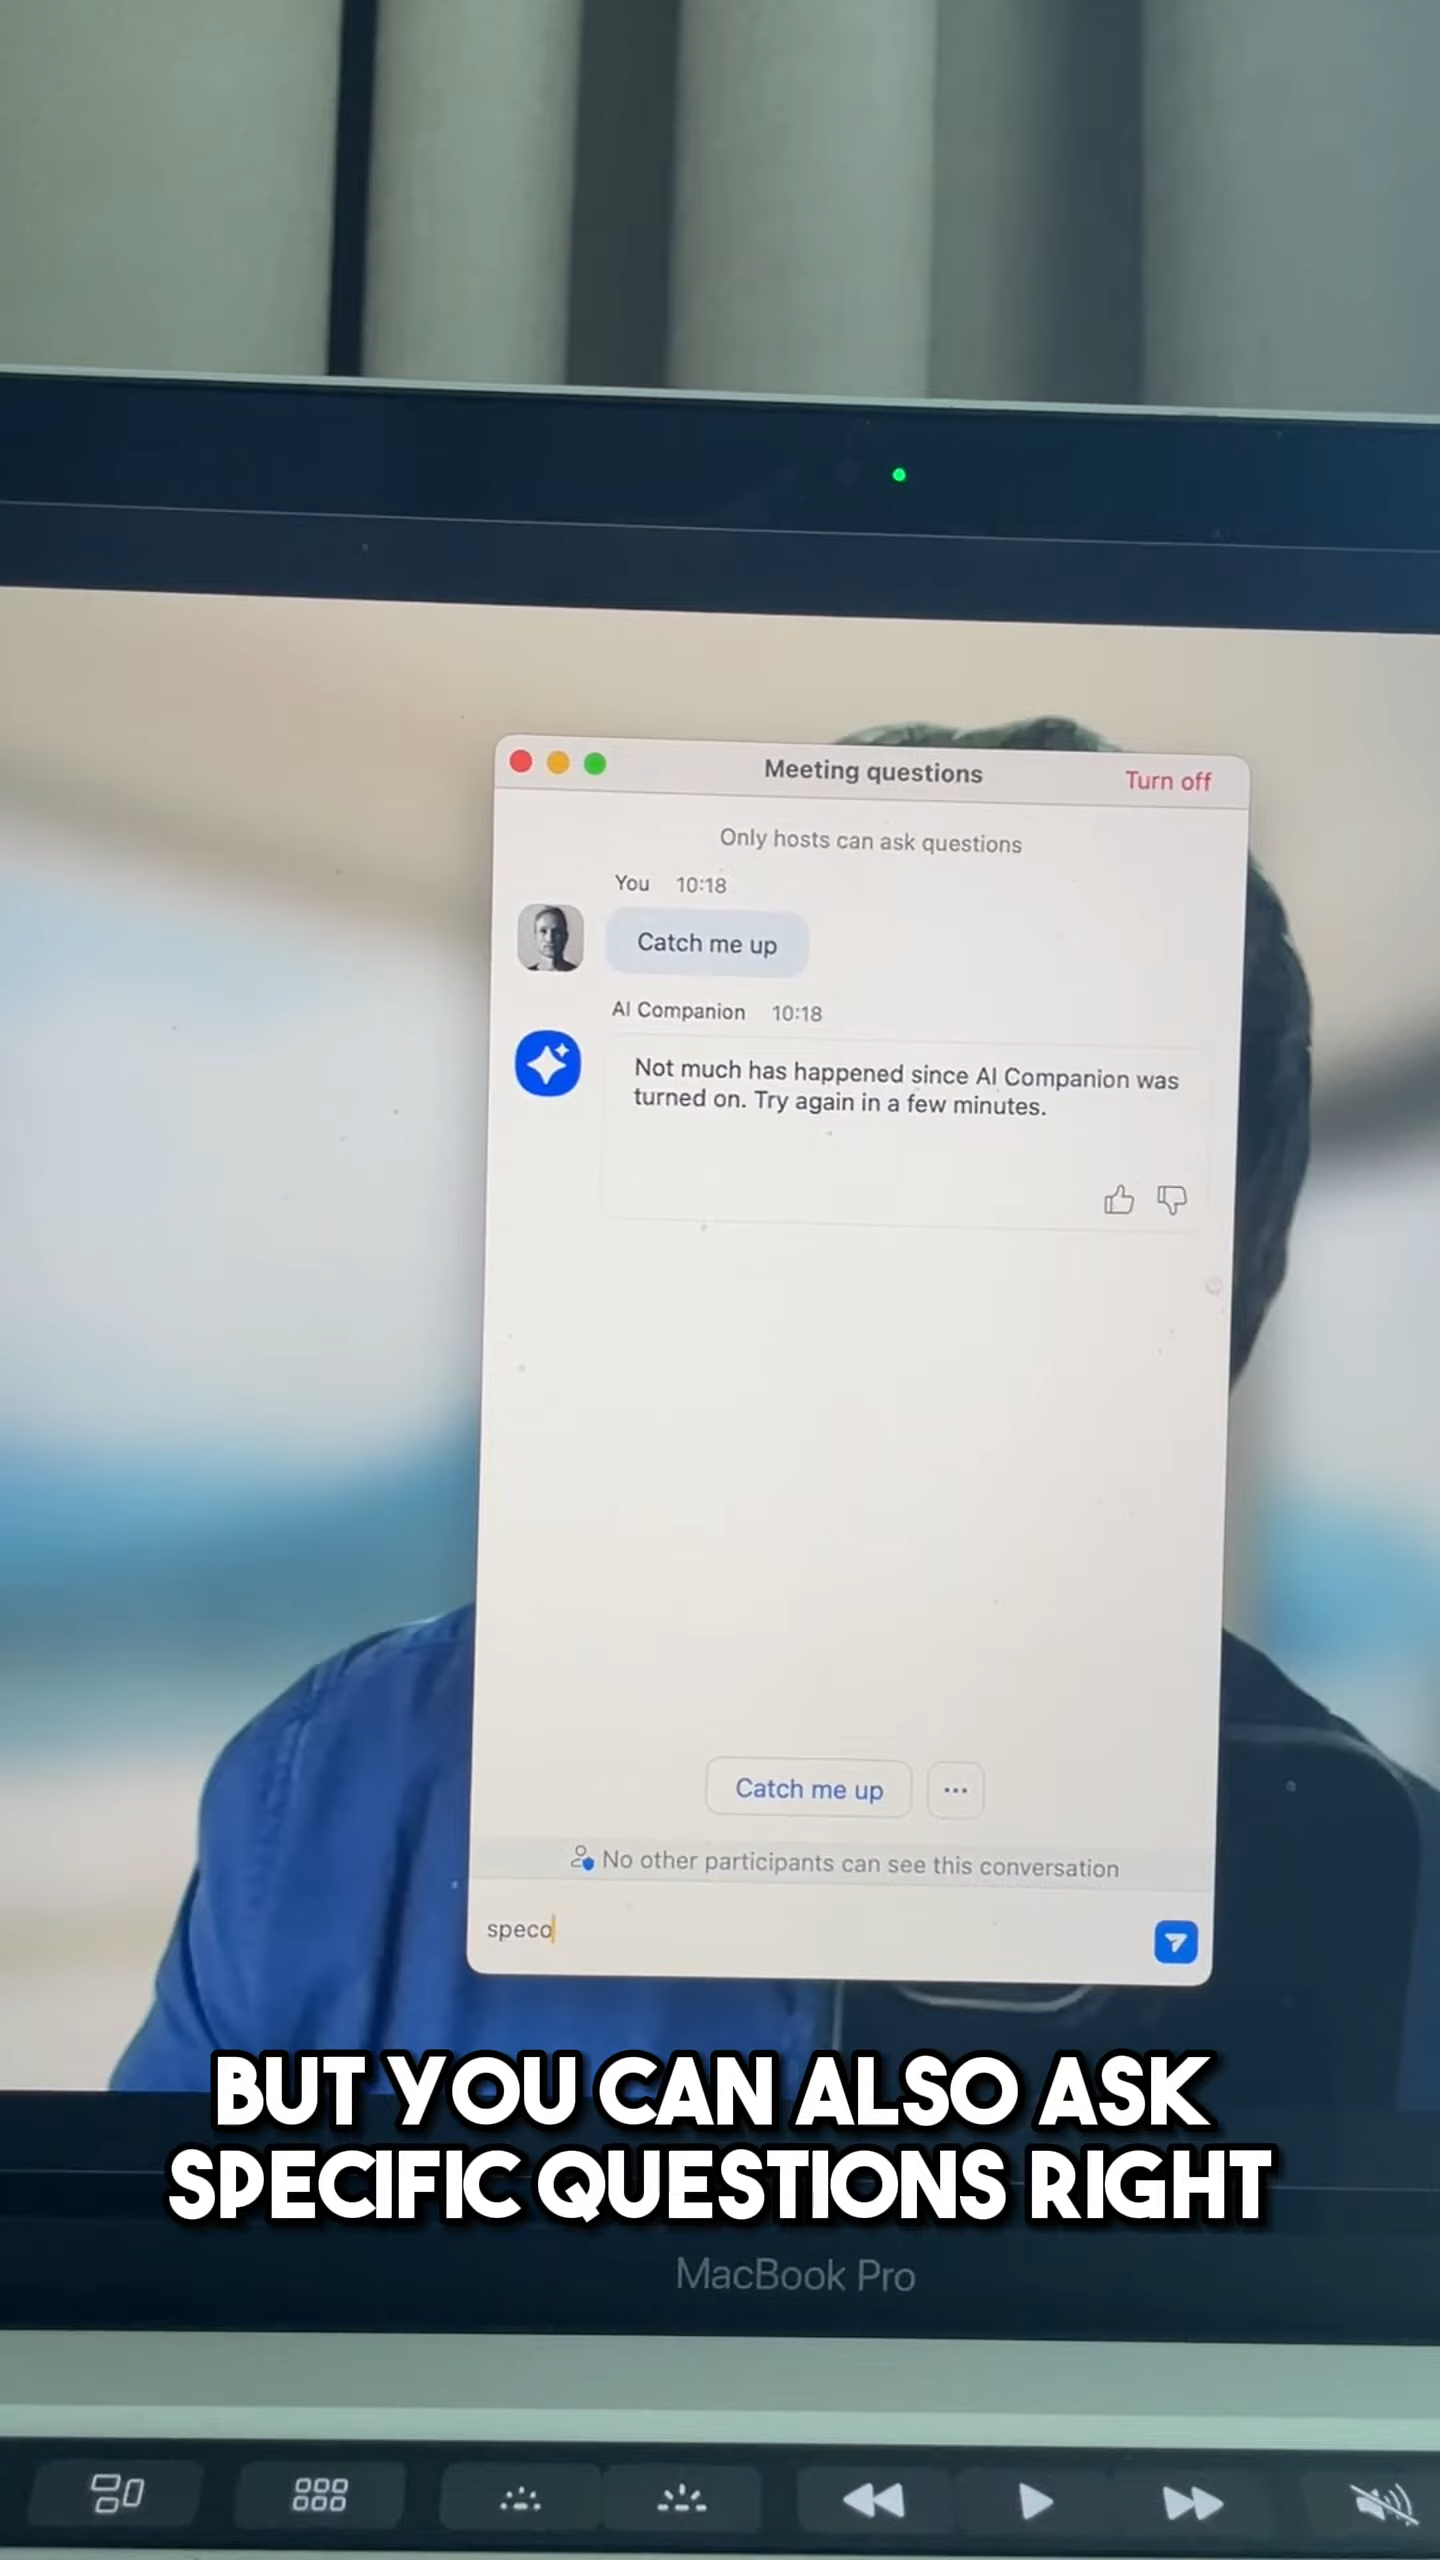 Meeting questions
Turn off
Only hosts can ask questions
You 10:18
Catch me up
AI Companion 10:18
Not much has happened since AI Companion was
turned on. Try again in a few minutes.
Catch me up
No other participants can see this conversation
speco
BUT YOU CAN ALSO ASK
SPECIFIC QUESTIONS RIGHT
MacBook Pro